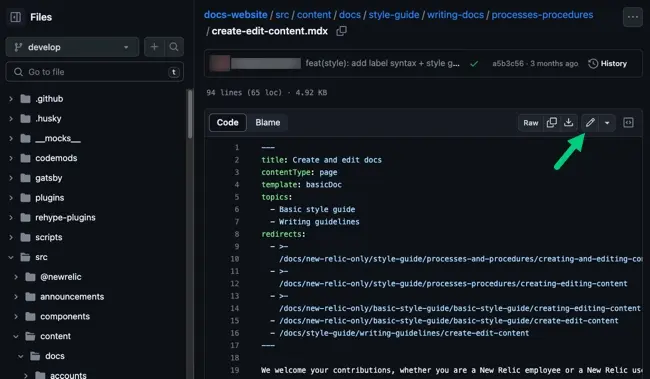 Files
develop
Go to file
t
.github
.husky
__mocks__
codemods
gatsby
plugins
rehype-plugins
scripts
src
@newrelic
announcements
components
content
docs
accounts
docs-website / src / content / docs / style-guide / writing-docs / processes-procedures
/ create-edit-content.mdx
feat(style): add label syntax + style g... a5b3c56 · 3 months ago History
94 lines (65 loc) · 4.92 KB
Code Blame Raw
1 ---
2 title: Create and edit docs
3 contentType: page
4 template: basicDoc
5 topics:
6 - Basic style guide
7 - Writing guidelines
8 redirects:
9 - >-
10 /docs/new-relic-only/style-guide/processes-and-procedures/creating-and-editing-con
11 - >-
12 /docs/new-relic-only/style-guide/processes-procedures/creating-editing-content
13 - >-
14 /docs/new-relic-only/basic-style-guide/basic-style-guide/creating-editing-content
15 - /docs/new-relic-only/basic-style-guide/basic-style-guide/create-edit-content
16 - /docs/style-guide/writing-guidelines/create-edit-content
17 ---
18
19 We welcome your contributions, whether you are a New Relic employee or a New Relic use